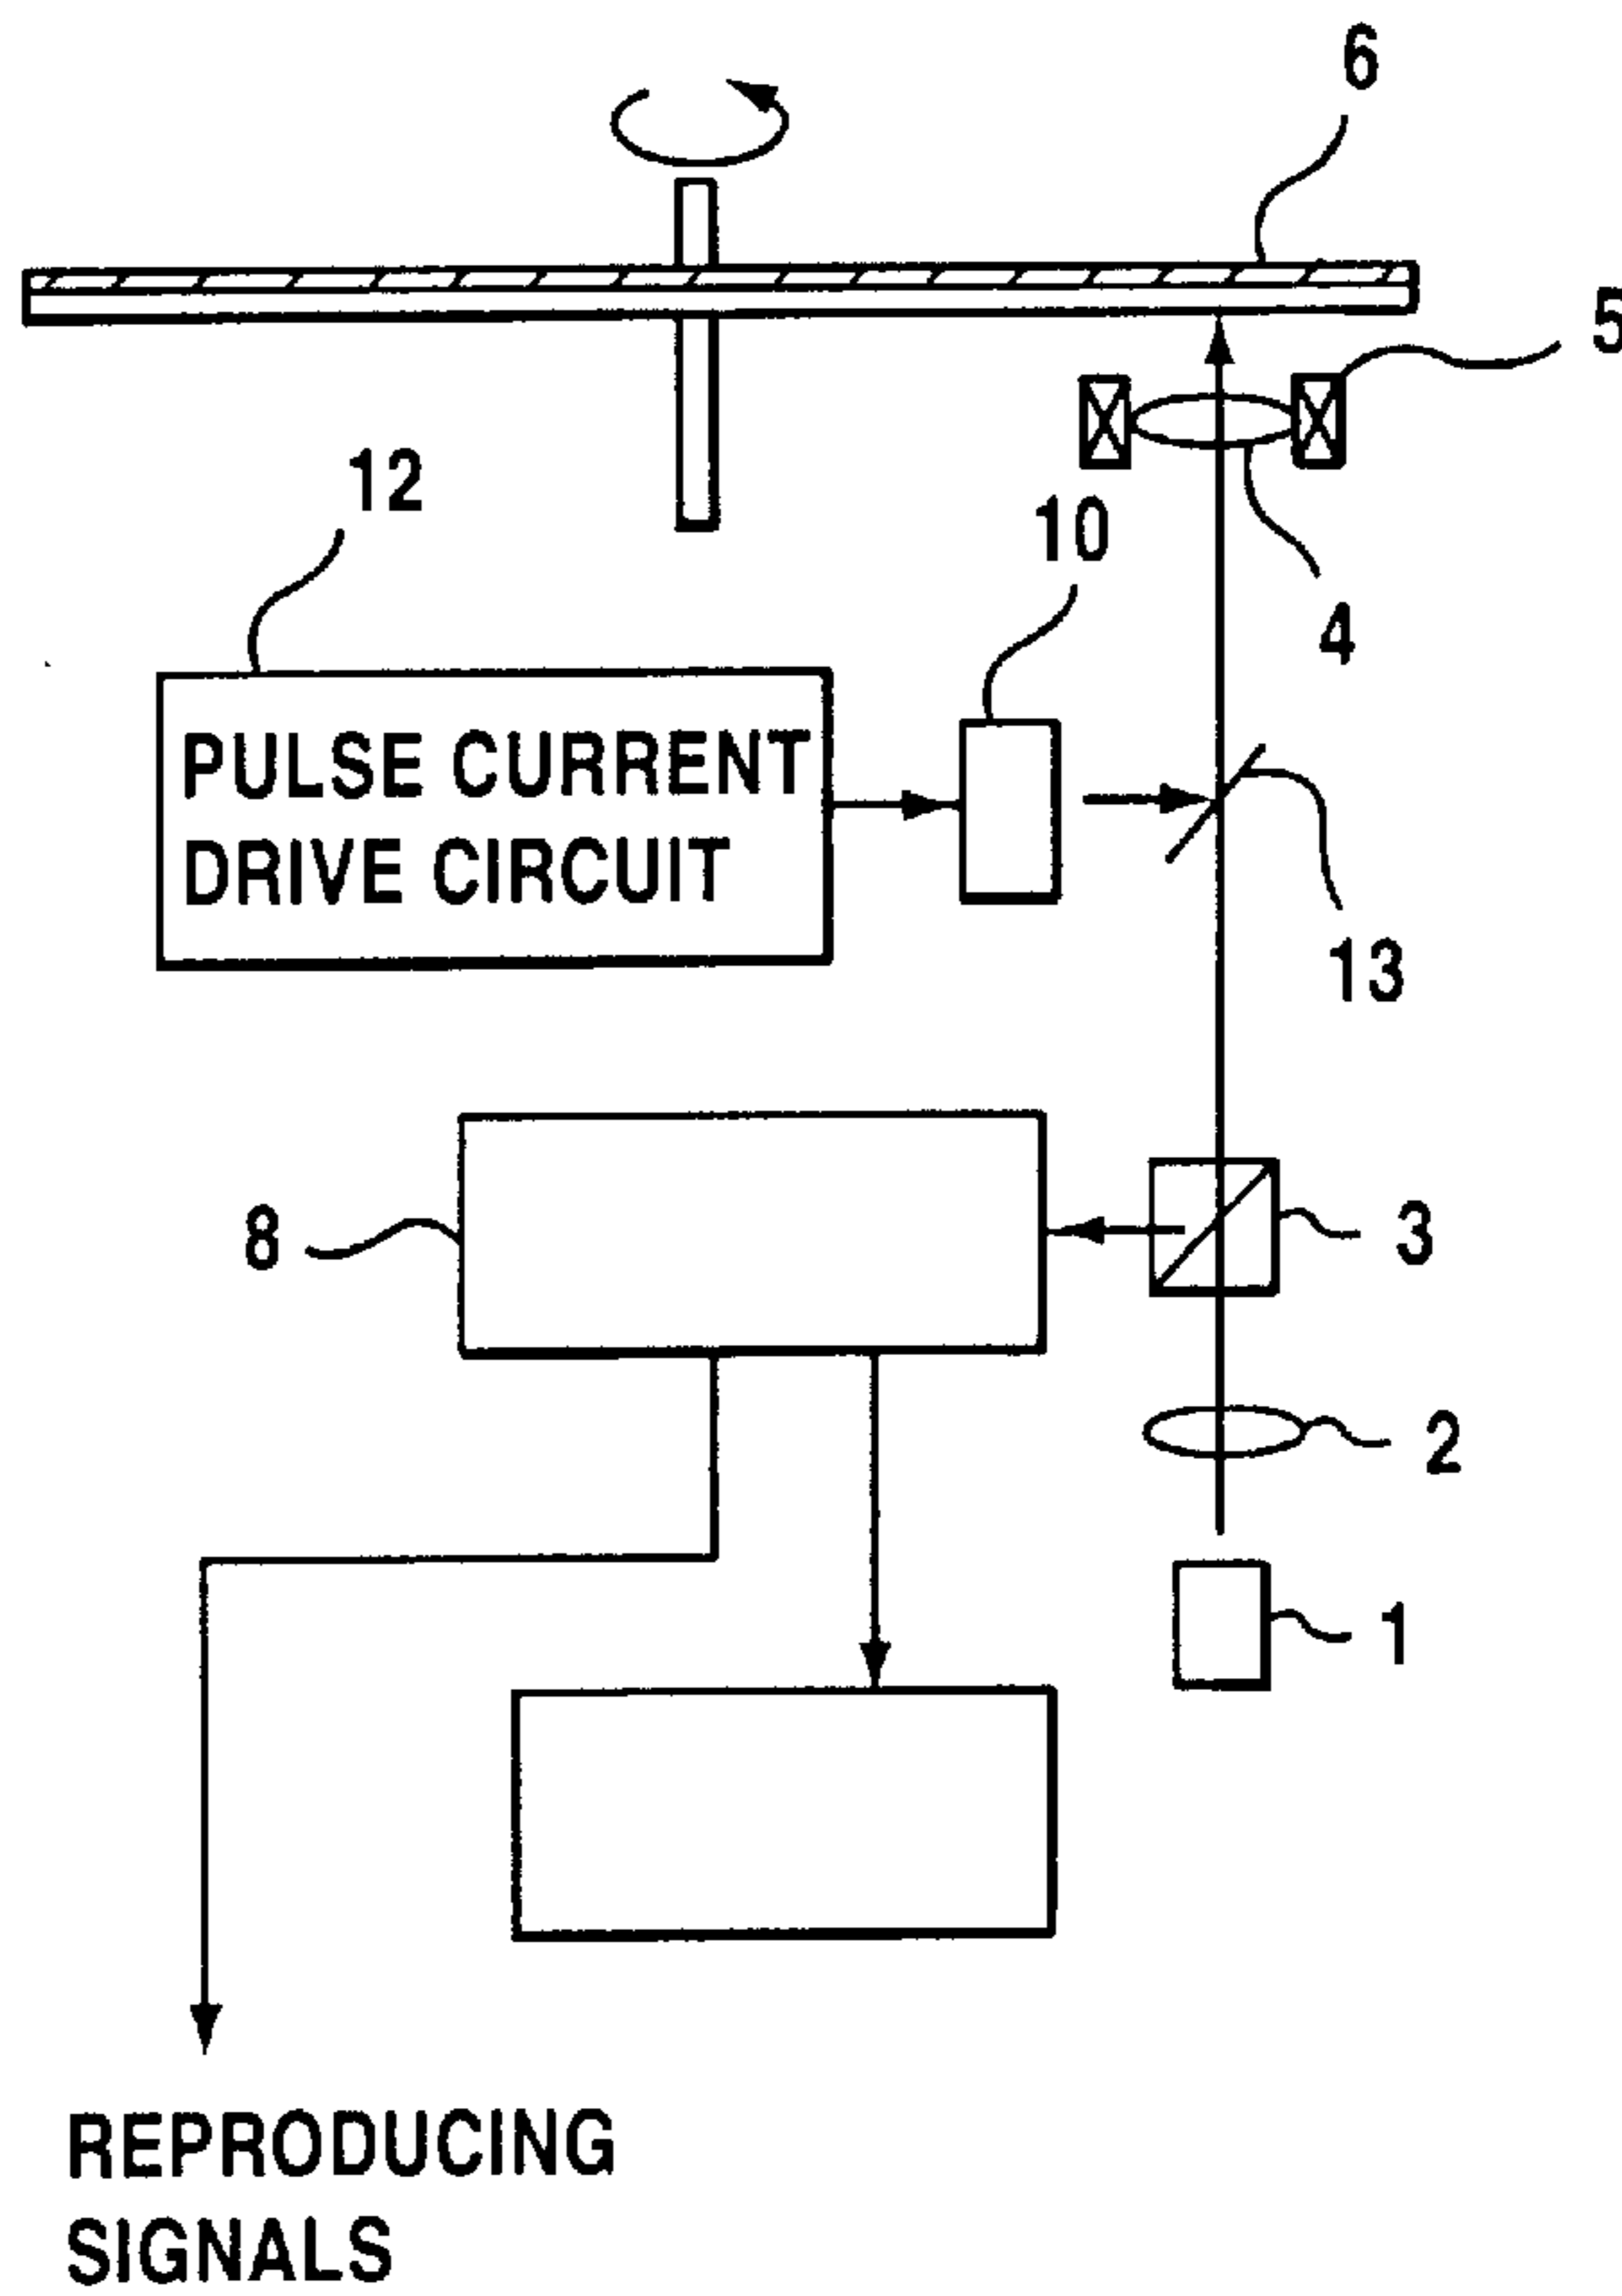 6
5
12
10
4
PULSE CURRENT
DRIVE CIRCUIT
13
8
3
2
1
REPRODUCING
SIGNALS